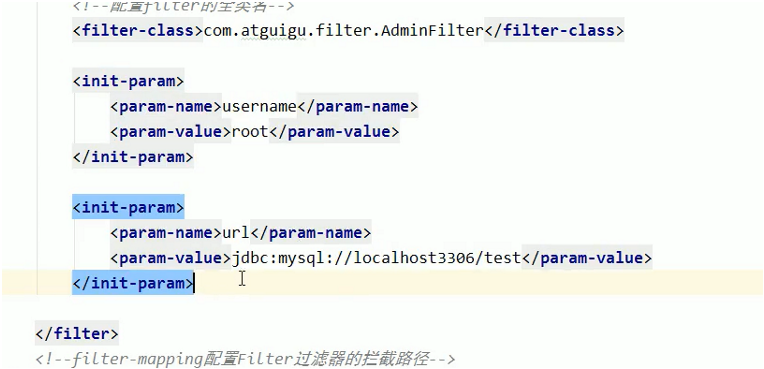 <!--配置filter的全类名-->
<filter-class>com.atguigu.filter.AdminFilter</filter-class>
<init-param>
<param-name>username</param-name>
<param-value>root</param-value>
</init-param>
<init-param>
<param-name>url</param-name>
<param-value>jdbc:mysql://localhost3306/test</param-value>
</init-param>
</filter>
<!--filter-mapping配置Filter过滤器的拦截路径-->